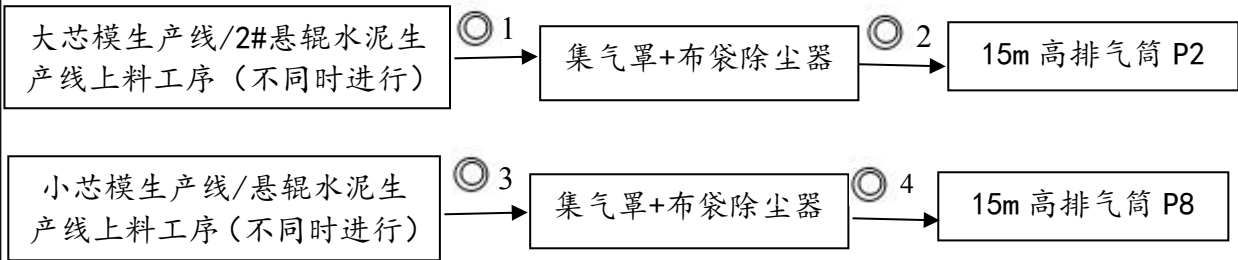 大芯模生产线/2#悬辊水泥生
产线上料工序（不同时进行）
◎ 1
集气罩+布袋除尘器
◎ 2
15m 高排气筒 P2
小芯模生产线/悬辊水泥生
产线上料工序（不同时进行）
◎ 3
集气罩+布袋除尘器
◎ 4
15m 高排气筒 P8